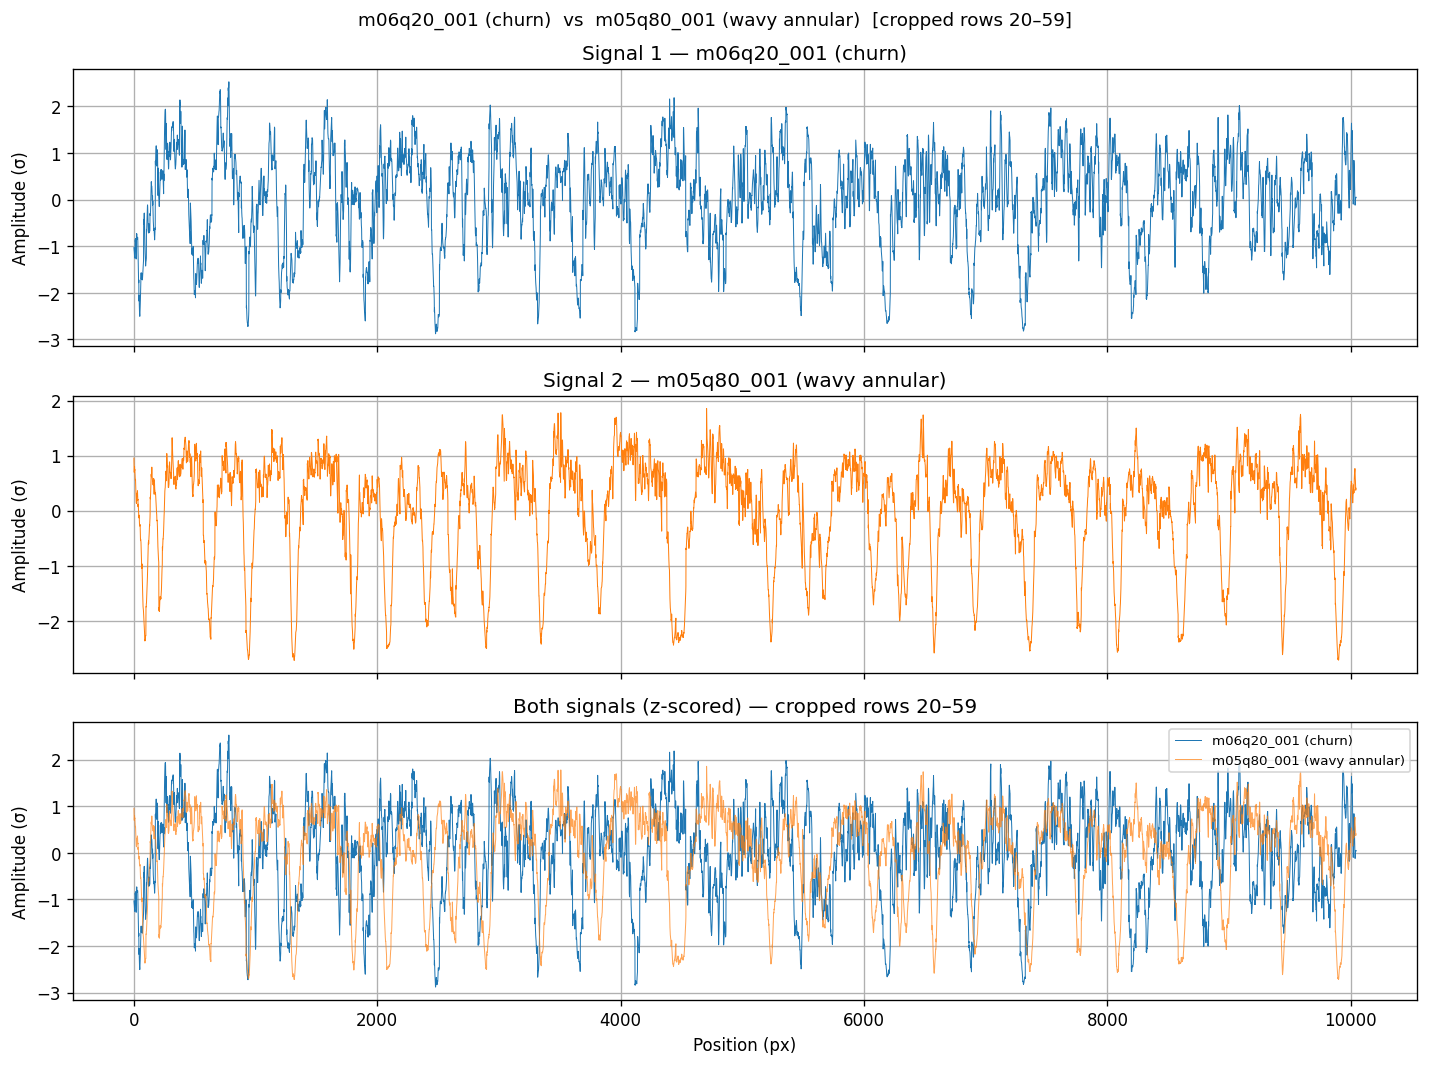 m06q20_001 (churn)  vs  m05q80_001 (wavy annular)  [cropped rows 20–59]
Signal 1 — m06q20_001 (churn)
Amplitude (σ)
2
1
0
−1
−2
−3
Signal 2 — m05q80_001 (wavy annular)
Amplitude (σ)
2
1
0
−1
−2
Both signals (z-scored) — cropped rows 20–59
m06q20_001 (churn)
m05q80_001 (wavy annular)
Amplitude (σ)
2
1
0
−1
−2
−3
0 2000 4000 6000 8000 10000
Position (px)